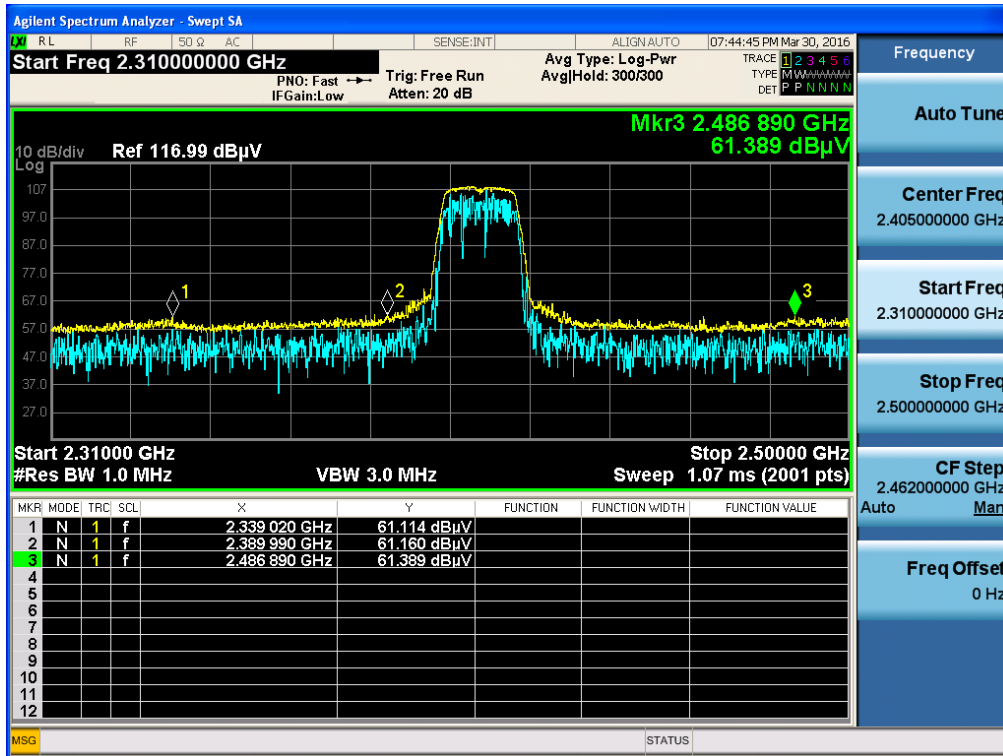 Agilent Spectrum Analyzer - Swept SA
LXI RL RF 50 Ω AC SENSE:INT ALIGN AUTO 07:44:45 PM Mar 30, 2016
Start Freq 2.310000000 GHz
PNO: Fast
IFGain:Low
Trig: Free Run
Atten: 20 dB
Avg Type: Log-Pwr
Avg|Hold: 300/300
TRACE 1 2 3 4 5 6
TYPE M W
DET P P N N N N
Mkr3 2.486 890 GHz
61.389 dBµV
10 dB/div Ref 116.99 dBµV
Log
107
97.0
87.0
77.0
67.0
57.0
47.0
37.0
27.0
1
2
3
Start 2.31000 GHz Stop 2.50000 GHz
#Res BW 1.0 MHz VBW 3.0 MHz Sweep 1.07 ms (2001 pts)
MKR MODE TRC SCL X Y FUNCTION FUNCTION WIDTH FUNCTION VALUE
1 N 1 f 2.339 020 GHz 61.114 dBµV
2 N 1 f 2.389 990 GHz 61.160 dBµV
3 N 1 f 2.486 890 GHz 61.389 dBµV
4
5
6
7
8
9
10
11
12
MSG STATUS
Frequency
Auto Tune
Center Freq
2.405000000 GHz
Start Freq
2.310000000 GHz
Stop Freq
2.500000000 GHz
CF Step
2.462000000 GHz
Auto Man
Freq Offset
0 Hz